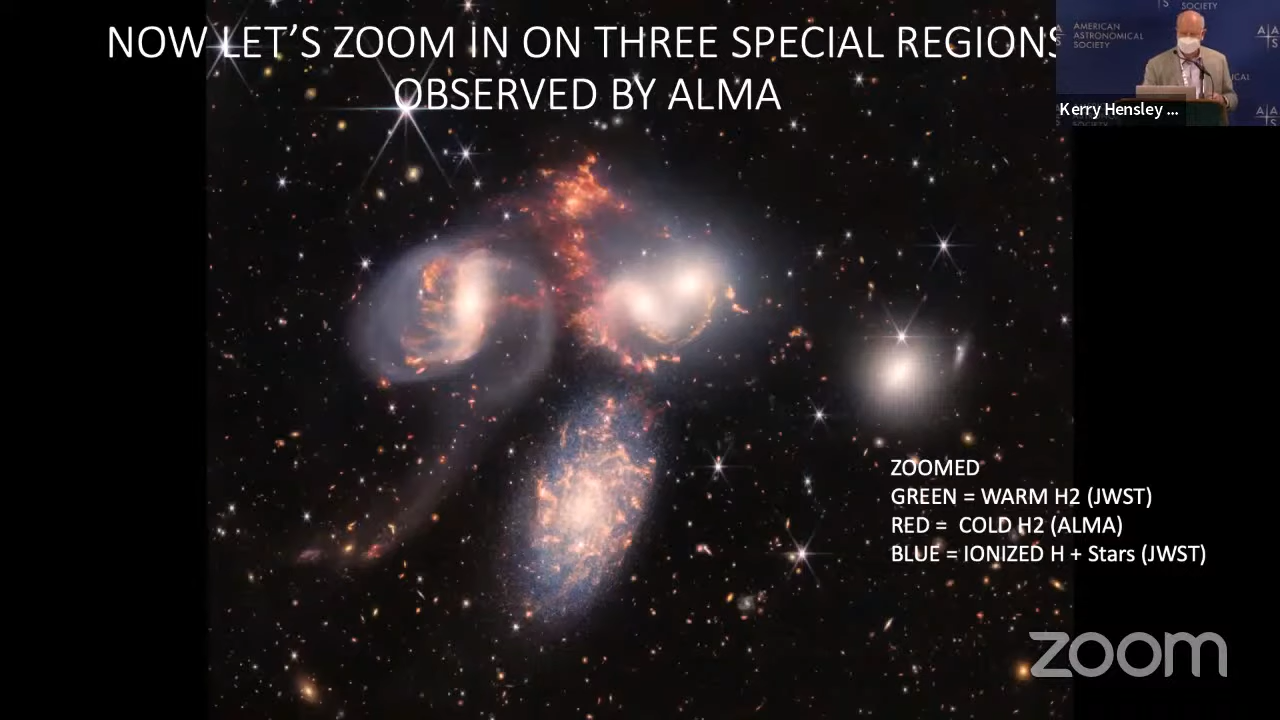 NOW LET'S ZOOM IN ON THREE SPECIAL REGIONS
OBSERVED BY ALMA
SOCIETY
AMERICAN
ASTRONOMICAL
SOCIETY
Kerry Hensley ...
ZOOMED
GREEN = WARM H2 (JWST)
RED = COLD H2 (ALMA)
BLUE = IONIZED H + Stars (JWST)
zoom